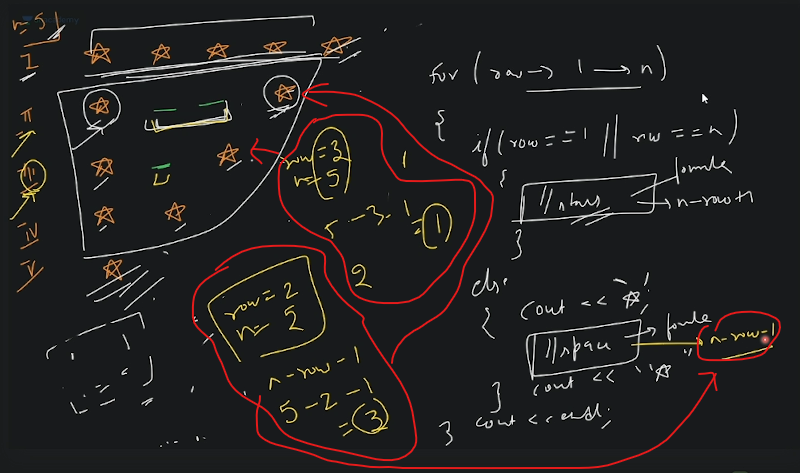 n=5
I
II
III
IV
V
row=3
n=5
1
5-3-1
=1
2
row=2
n=5
n-row-1
5-2-1
=3
for (row→ 1 → n)
{
if(row==1 || row==n)
{
//stars
→ n-row+1
}
else
{
cout << "☆";
//space
→ n-row-1
cout << "☆"
}
cout << endl;
}